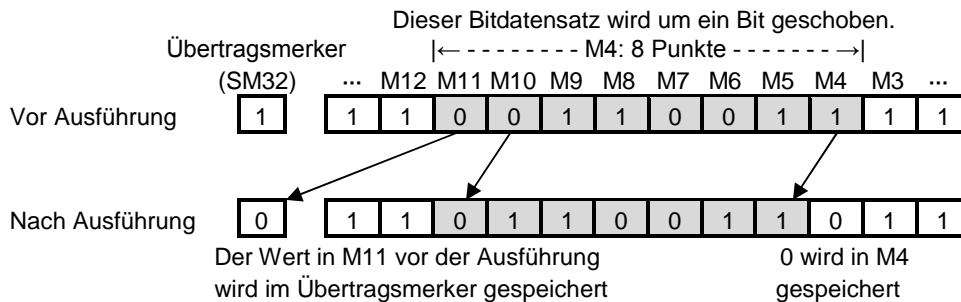 Dieser Bitdatensatz wird um ein Bit geschoben.
Übertragsmerker |← - - - - - - - - M4: 8 Punkte - - - - - - - →|
(SM32) ... M12 M11 M10 M9 M8 M7 M6 M5 M4 M3 ...
Vor Ausführung 1 1 1 0 0 1 1 0 0 1 1 1 1
Nach Ausführung 0 1 1 0 1 1 0 0 1 1 0 1 1
Der Wert in M11 vor der Ausführung 0 wird in M4
wird im Übertragsmerker gespeichert gespeichert